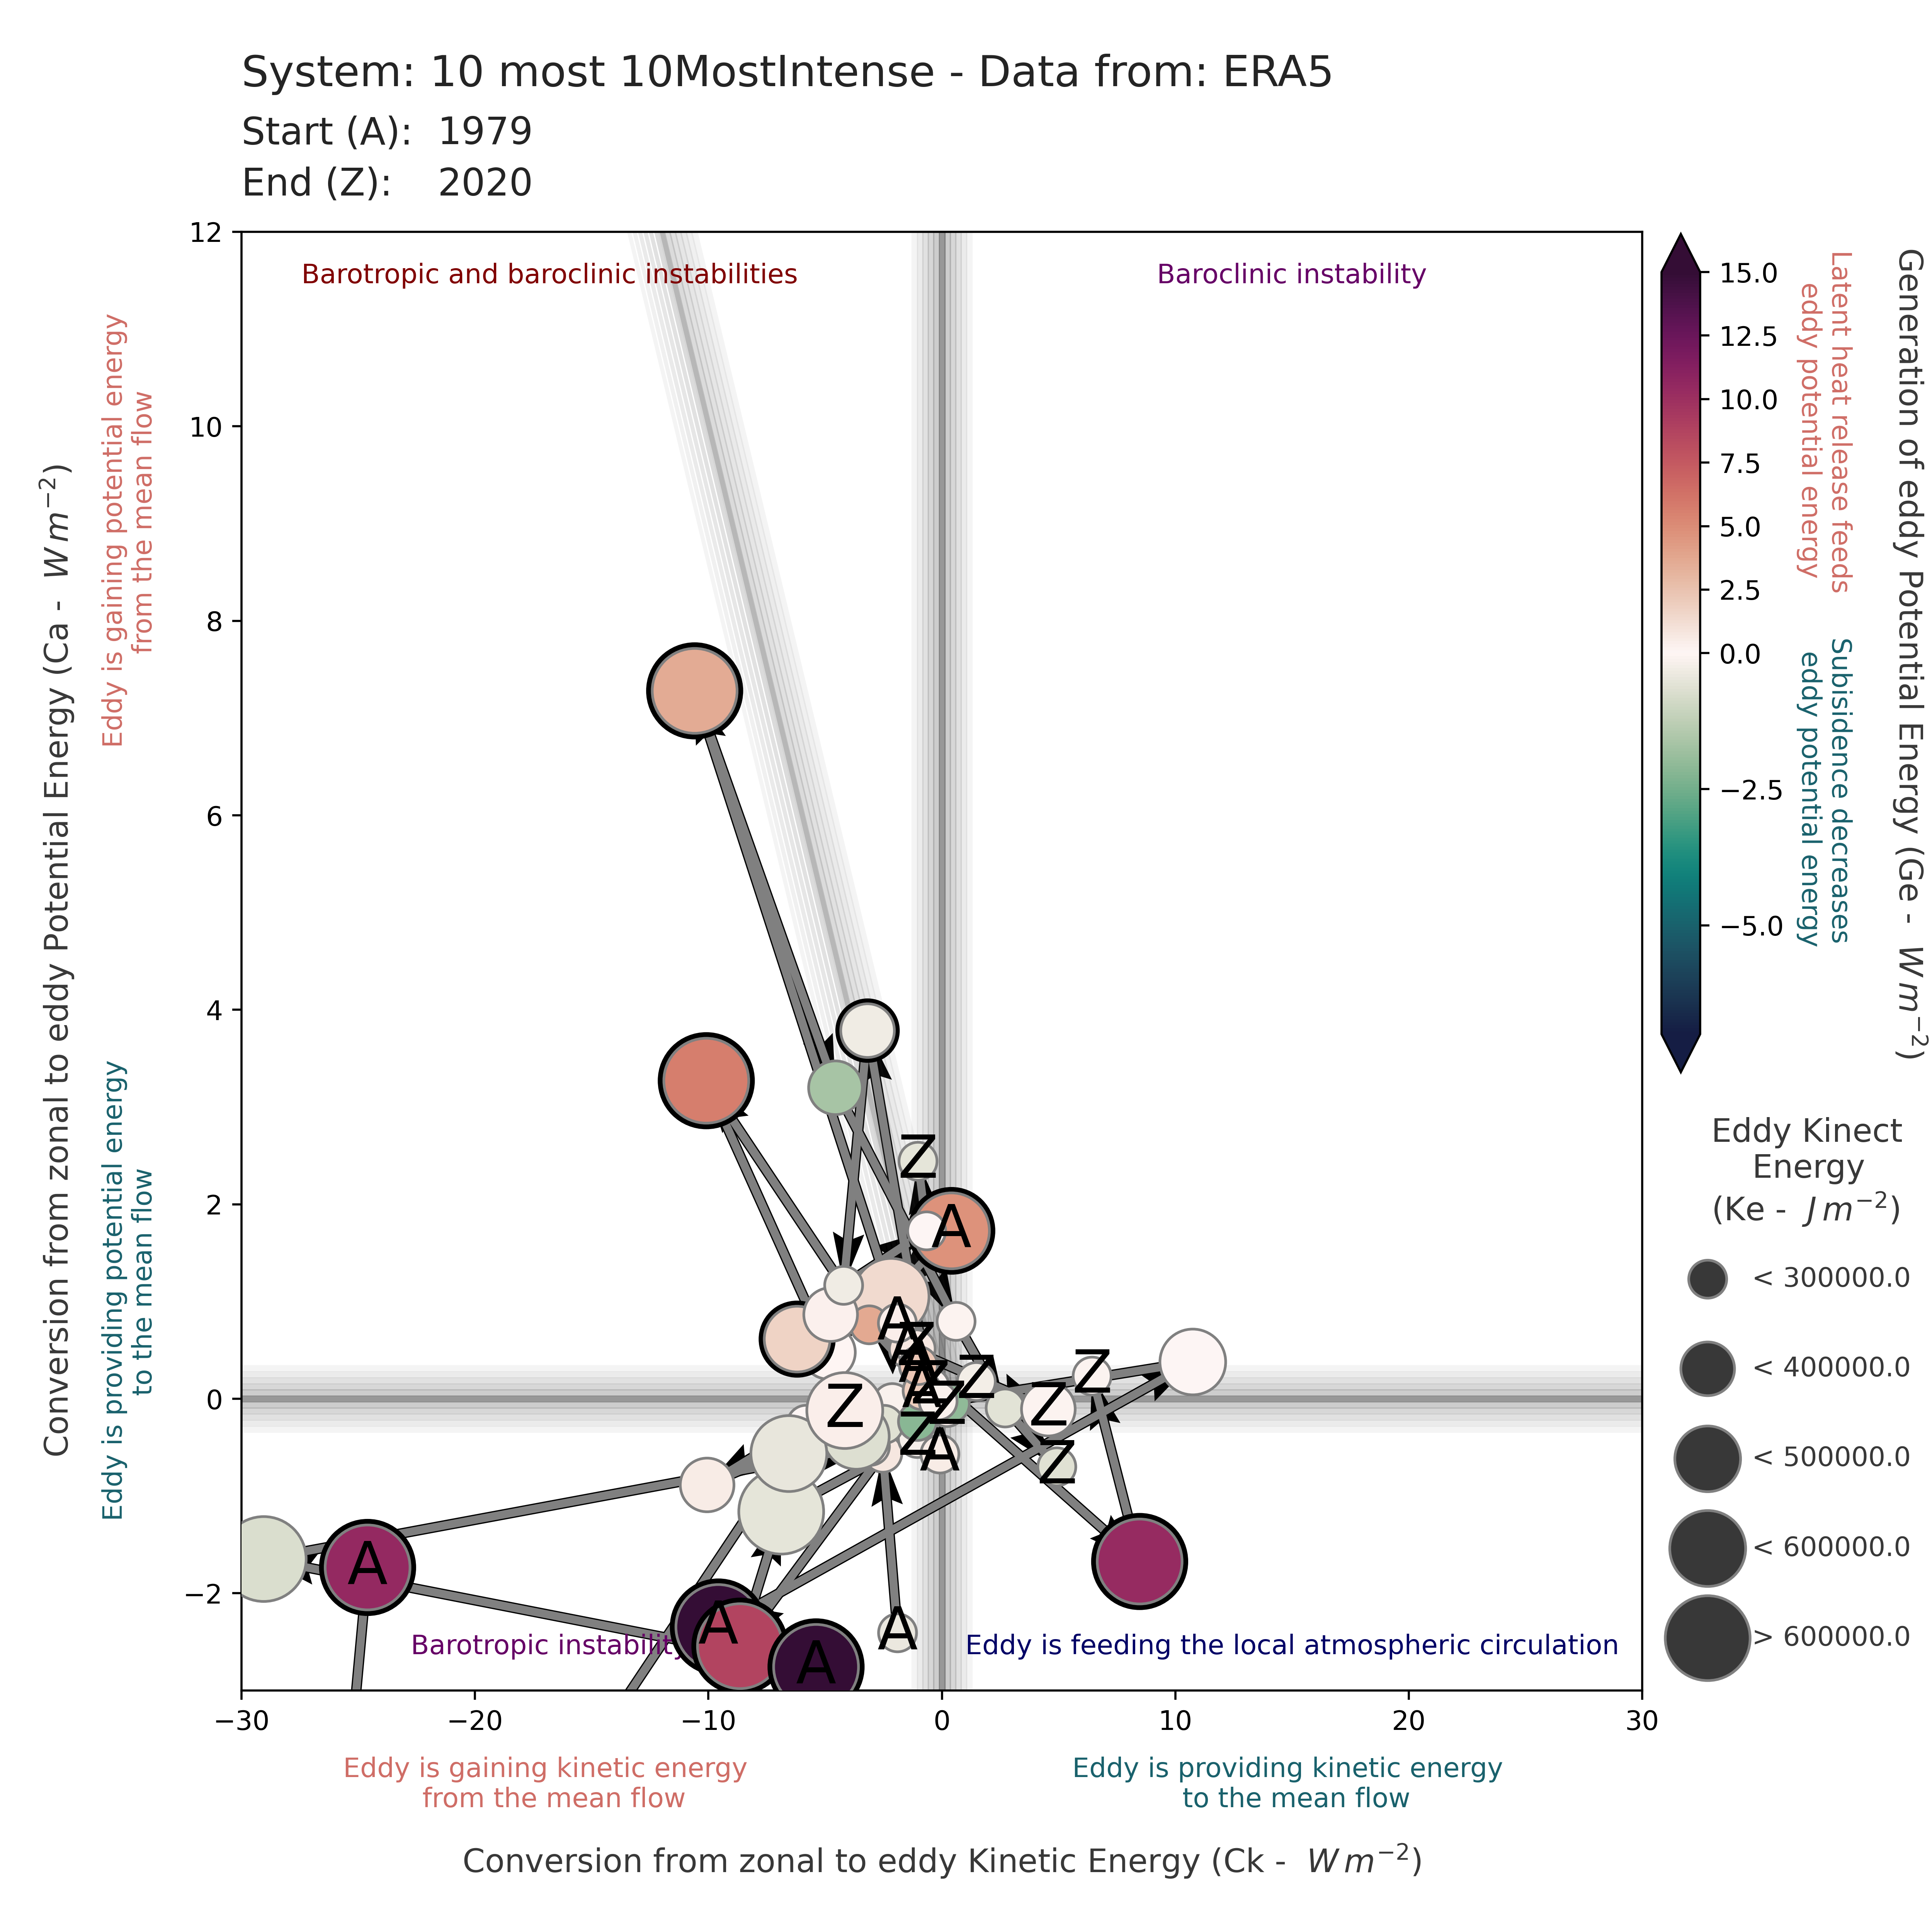 System: 10 most 10MostIntense - Data from: ERA5
Start (A): 1979
End (Z): 2020
12
10
8
6
4
2
0
−2
−30
−20
−10
0
10
20
30
Conversion from zonal to eddy Potential Energy (Ca - W m⁻²)
Eddy is gaining potential energy
from the mean flow
Eddy is providing potential energy
to the mean flow
Barotropic and baroclinic instabilities
Baroclinic instability
Barotropic instability
Eddy is feeding the local atmospheric circulation
Z
A
A
Z
A
Z
Z
A
Z
Z
Z
Z
Z
A
A
A
A
A
Eddy is gaining kinetic energy
from the mean flow
Eddy is providing kinetic energy
to the mean flow
Conversion from zonal to eddy Kinetic Energy (Ck - W m⁻²)
15.0
12.5
10.0
7.5
5.0
2.5
0.0
−2.5
−5.0
Latent heat release feeds
eddy potential energy
Subisidence decreases
eddy potential energy
Generation of eddy Potential Energy (Ge - W m⁻²)
Eddy Kinect
Energy
(Ke - J m⁻²)
< 300000.0
< 400000.0
< 500000.0
< 600000.0
> 600000.0